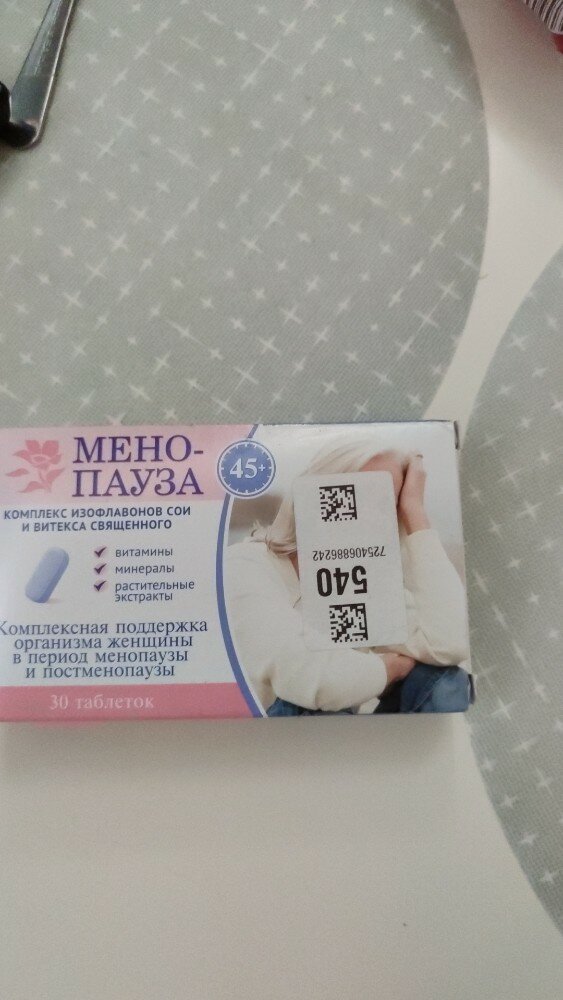 МЕНО-
ПАУЗА
45+
КОМПЛЕКС ИЗОФЛАВОНОВ СОИ
И ВИТЕКСА СВЯЩЕННОГО
витамины
минералы
растительные
экстракты
Комплексная поддержка
организма женщины
в период менопаузы
и постменопаузы
30 таблеток
7254068886242
540